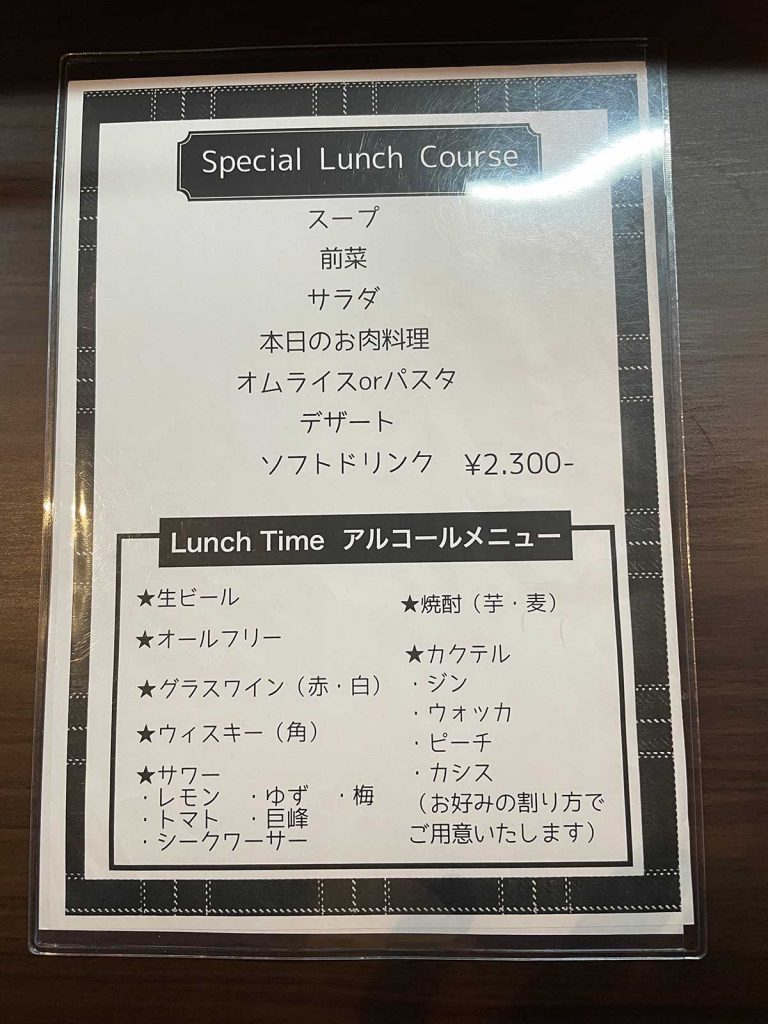 Special Lunch Course
スープ
前菜
サラダ
本日のお肉料理
オムライスorパスタ
デザート
ソフトドリンク ¥2.300-
Lunch Time アルコールメニュー
★生ビール
★オールフリー
★グラスワイン（赤・白）
★ウィスキー（角）
★サワー
・レモン ・ゆず ・梅
・トマト ・巨峰
・シークワーサー
★焼酎（芋・麦）
★カクテル
・ジン
・ウォッカ
・ピーチ
・カシス
（お好みの割り方で
ご用意いたします）